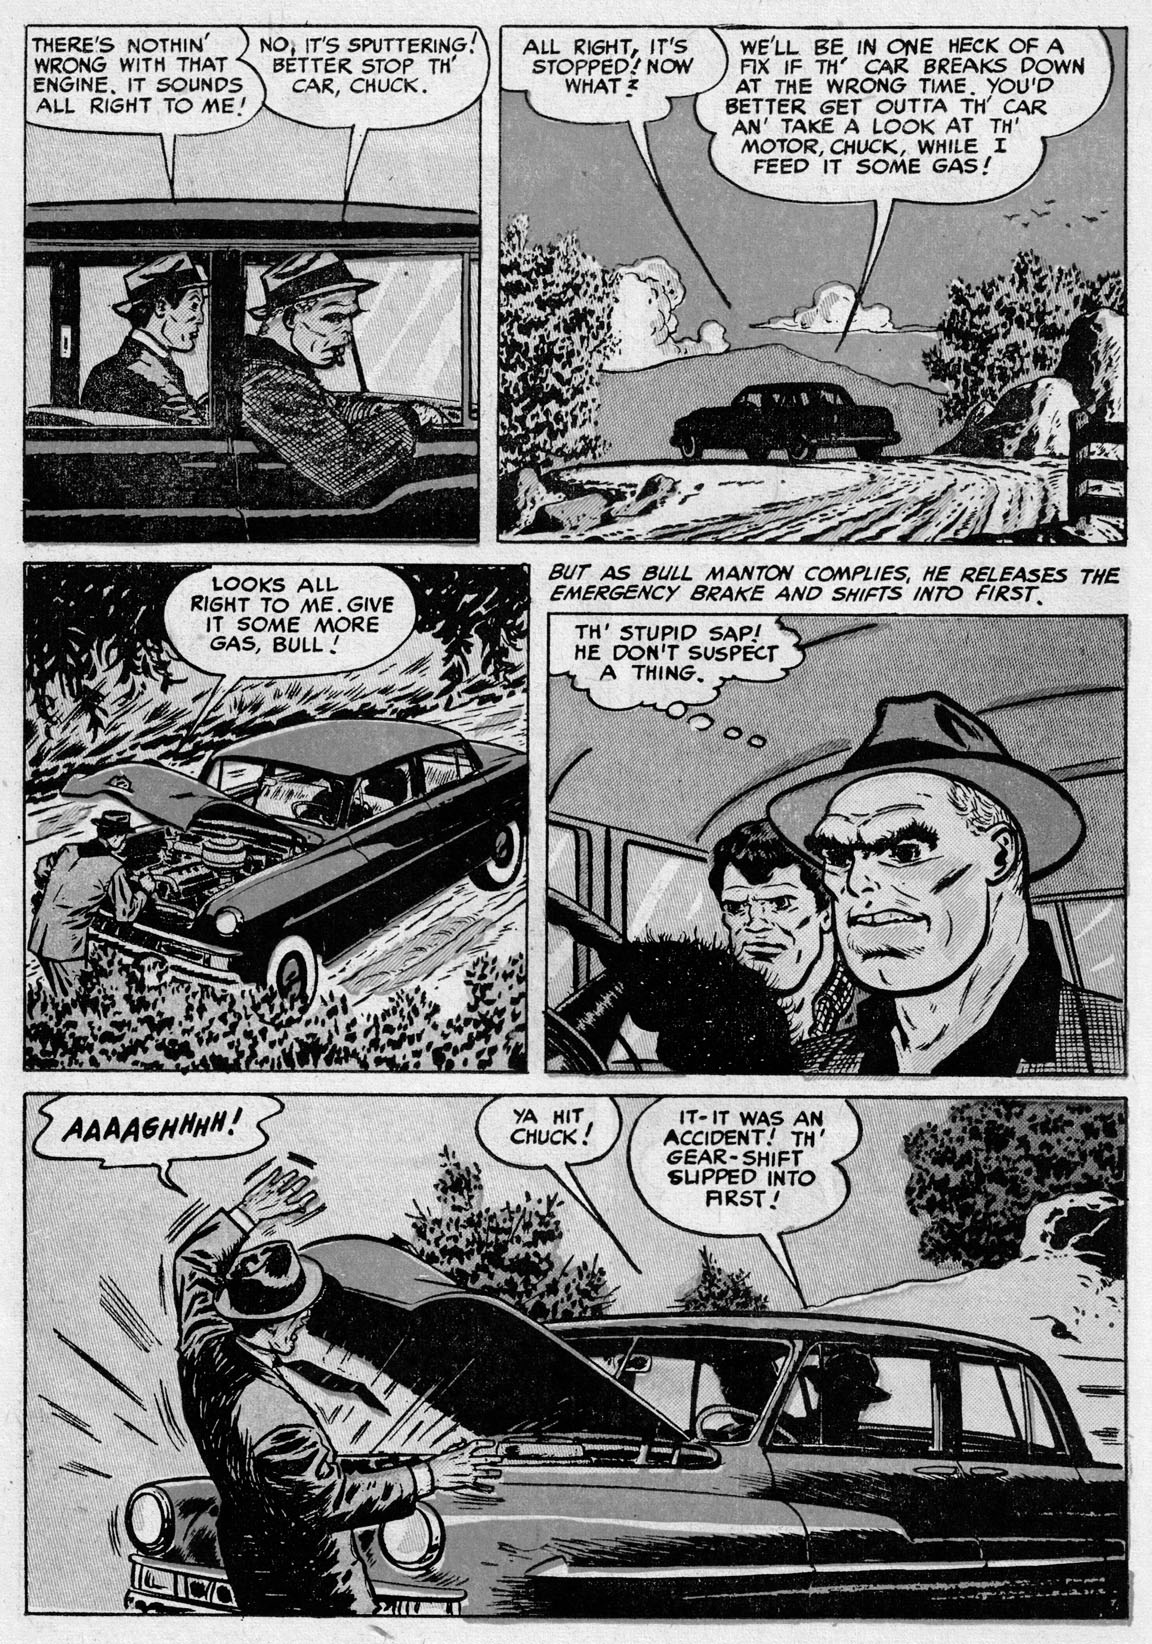 THERE'S NOTHIN'
WRONG WITH THAT
ENGINE. IT SOUNDS
ALL RIGHT TO ME!
NO, IT'S SPUTTERING!
BETTER STOP TH'
CAR, CHUCK.
ALL RIGHT, IT'S
STOPPED! NOW
WHAT?
WE'LL BE IN ONE HECK OF A
FIX IF TH' CAR BREAKS DOWN
AT THE WRONG TIME. YOU'D
BETTER GET OUTTA TH' CAR
AN' TAKE A LOOK AT TH'
MOTOR, CHUCK, WHILE I
FEED IT SOME GAS!
LOOKS ALL
RIGHT TO ME. GIVE
IT SOME MORE
GAS, BULL!
BUT AS BULL MANTON COMPLIES, HE RELEASES THE
EMERGENCY BRAKE AND SHIFTS INTO FIRST.
TH' STUPID SAP!
HE DON'T SUSPECT
A THING.
AAAAGHHHH!
YA HIT
CHUCK!
IT-IT WAS AN
ACCIDENT! TH'
GEAR-SHIFT
SLIPPED INTO
FIRST!
7.